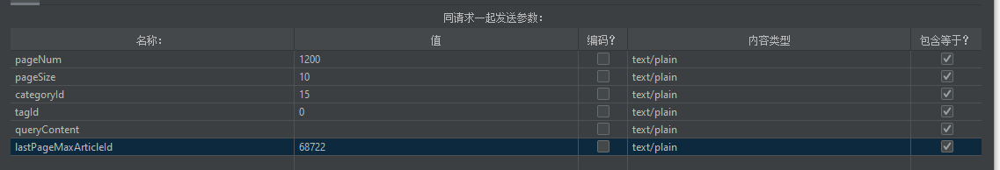 同请求一起发送参数：
名称： 值 编码？ 内容类型 包含等于？
pageNum 1200 text/plain
pageSize 10 text/plain
categoryId 15 text/plain
tagId 0 text/plain
queryContent text/plain
lastPageMaxArticleId 68722 text/plain